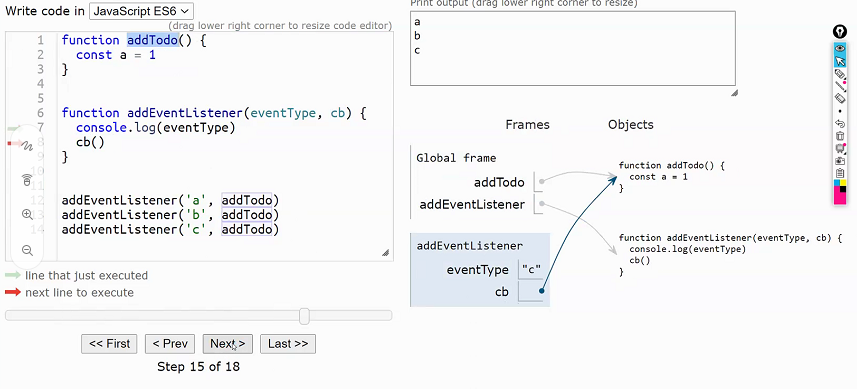 Write code in JavaScript ES6
(drag lower right corner to resize code editor)
1 function addTodo() {
2 const a = 1
3 }
4
5
6 function addEventListener(eventType, cb) {
7 console.log(eventType)
8 cb()
9 }
10
11
12 addEventListener('a', addTodo)
13 addEventListener('b', addTodo)
14 addEventListener('c', addTodo)
line that just executed
next line to execute
<< First
< Prev
Next >
Last >>
Step 15 of 18
Print output (drag lower right corner to resize)
a
b
c
Frames
Objects
Global frame
addTodo
addEventListener
addEventListener
eventType "c"
cb
function addTodo() {
const a = 1
}
function addEventListener(eventType, cb) {
console.log(eventType)
cb()
}